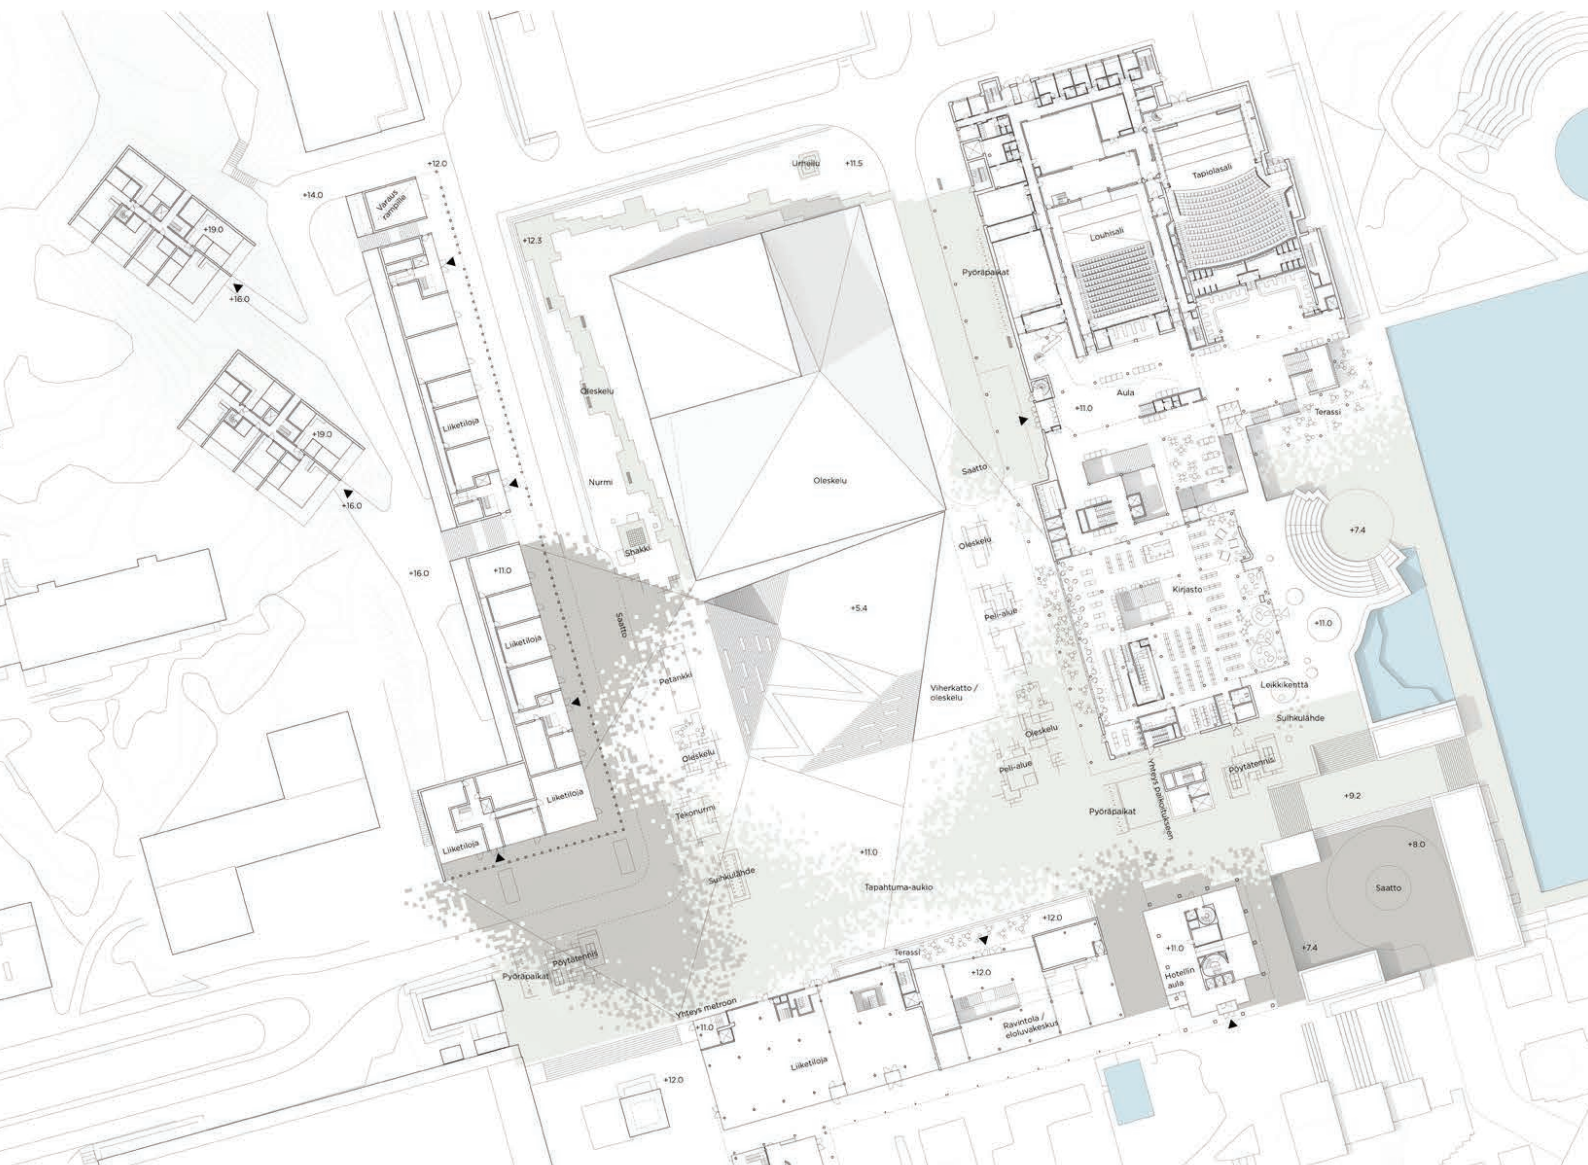 Urheilu
+11.5
+12.0
+14.0
Varaus
rampille
Tapiolasali
+19.0
Louhisali
+12.3
Pyöräpaikat
+16.0
Oleskelu
Aula
+11.0
Terassi
Liiketiloja
+19.0
Saatto
Nurmi
Oleskelu
+16.0
+7.4
Shakki
Oleskelu
+16.0
+11.0
Kirjasto
+5.4
Peli-alue
Saatto
+11.0
Liiketiloja
Petankki
Viherkatto /
oleskelu
Leikkikenttä
Suihkulähde
Oleskelu
Oleskelu
Peli-alue
Pöytätennis
Yhteys paikoitukseen
Liiketiloja
+9.2
Tekonurmi
Pyöräpaikat
Liiketiloja
+11.0
+8.0
Suihkulähde
Tapahtuma-aukio
Saatto
+12.0
Terassi
+11.0
+7.4
Pöytätennis
Pyöräpaikat
+12.0
Hotellin
aula
Yhteys metroon
+11.0
Ravintola /
eloluvakeskus
Liiketiloja
+12.0